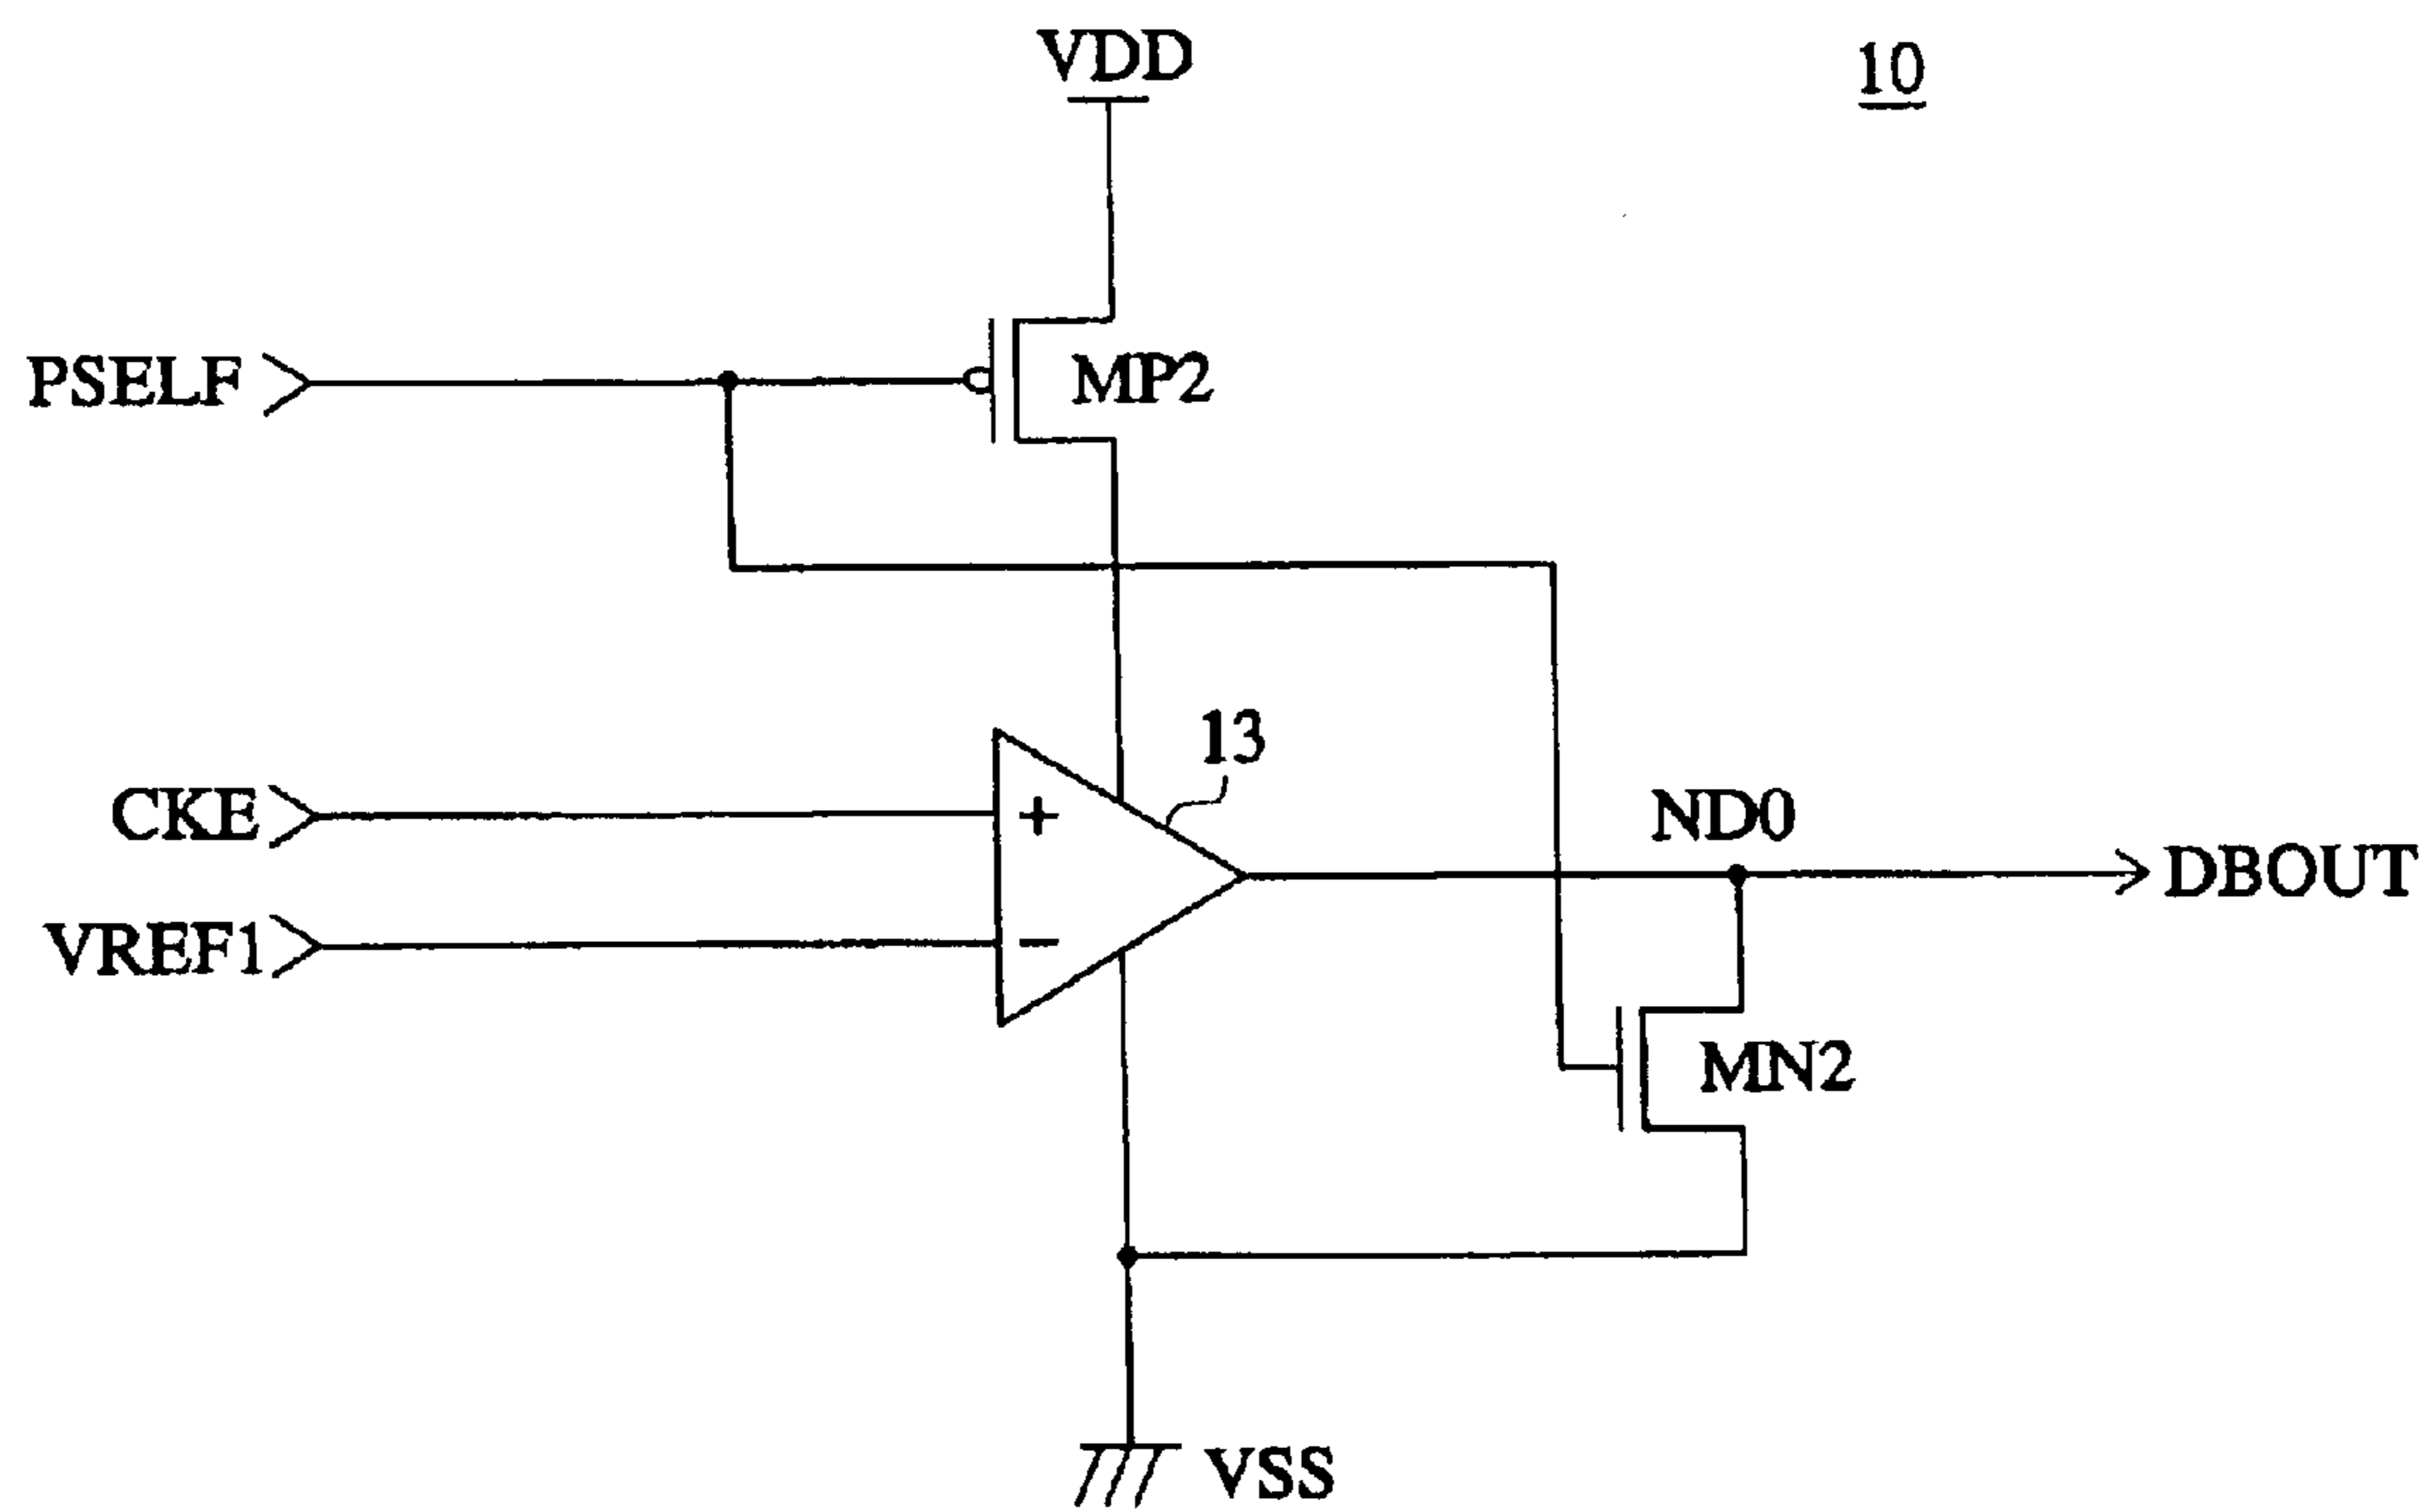 VDD
10
PSELF
MP2
13
CKE
+
ND0
DBOUT
VREF1
−
MN2
VSS